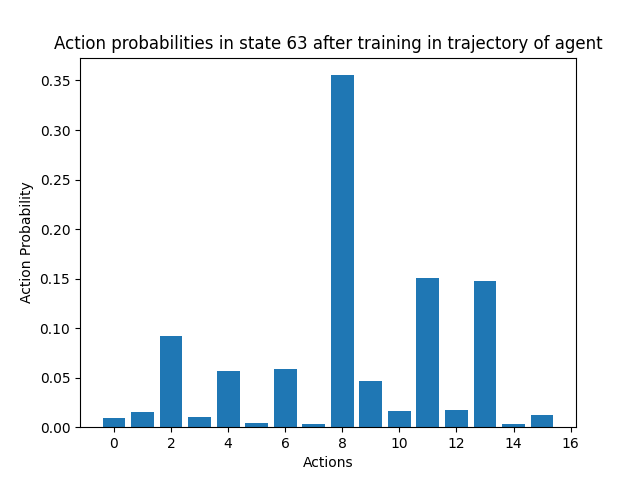 Action probabilities in state 63 after training in trajectory of agent
0.35
0.30
0.25
0.20
0.15
0.10
0.05
0.00
Action Probability
0 2 4 6 8 10 12 14 16
Actions